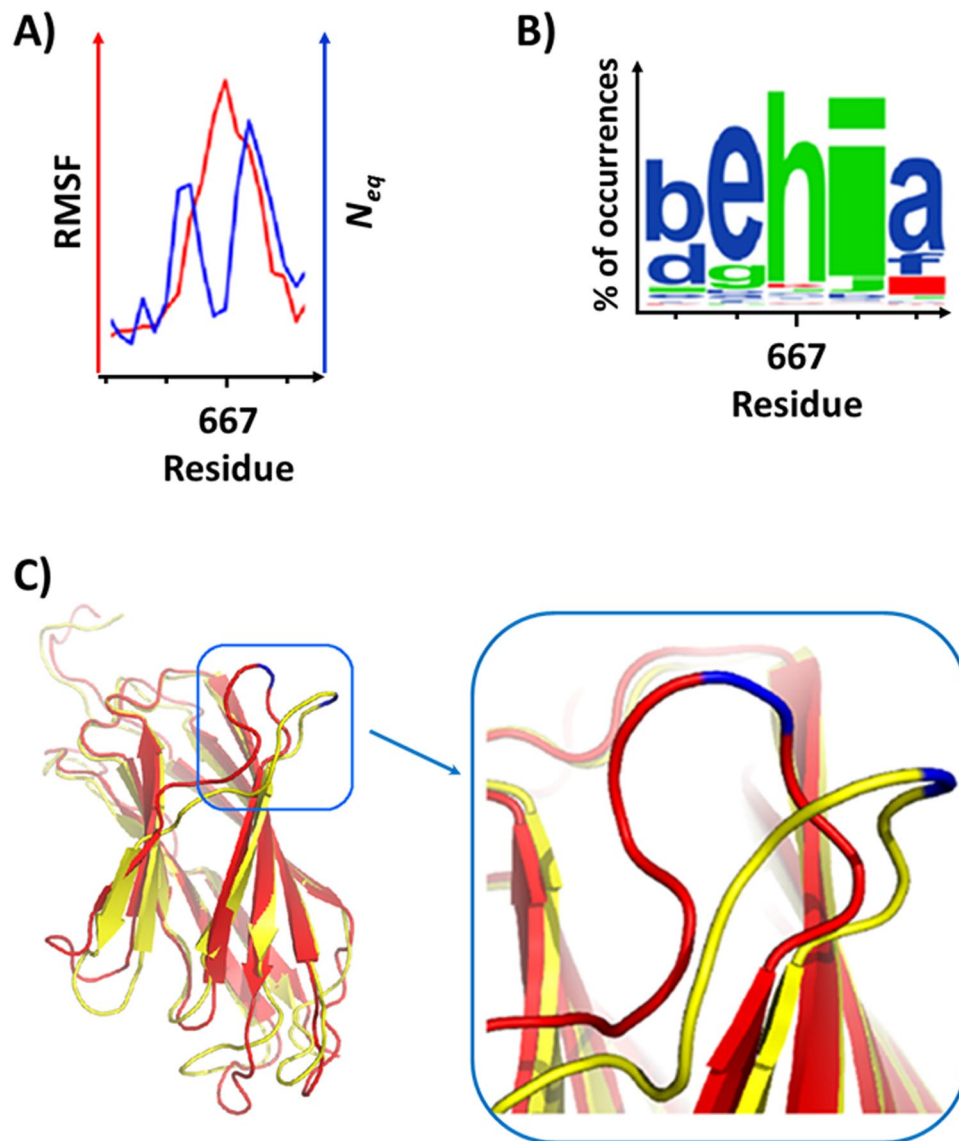 A)
RMSF
N_eq
667
Residue
B)
% of occurrences
b e h i a
d g j f
667
Residue
C)